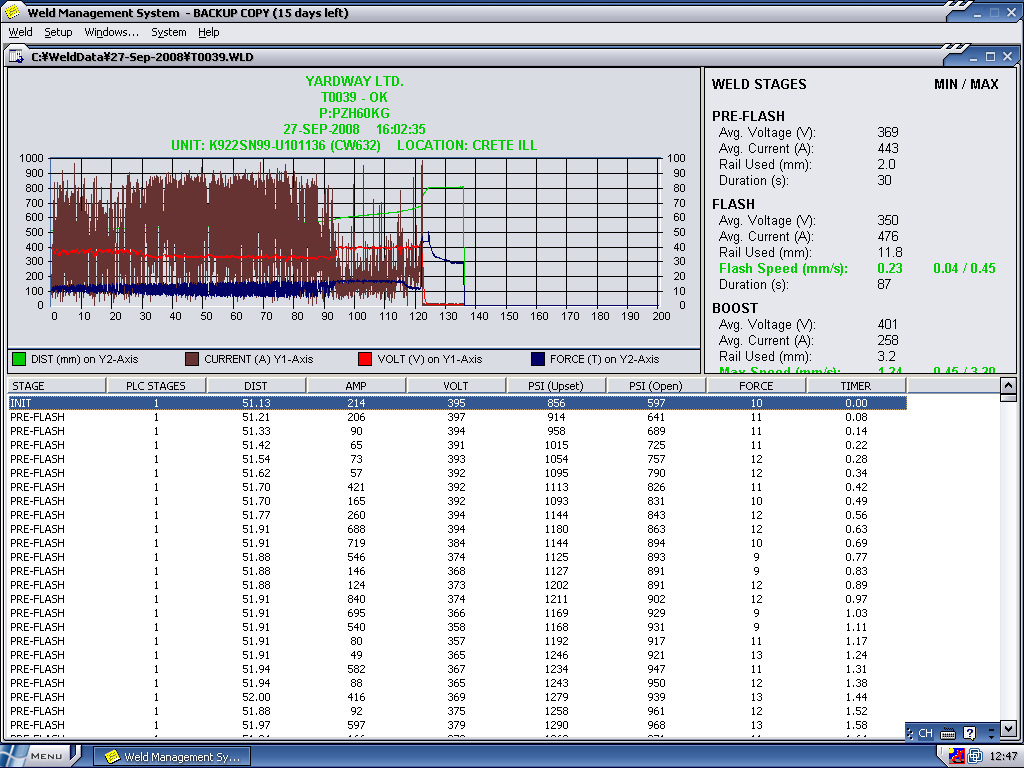 Weld Management System - BACKUP COPY (15 days left)
Weld Setup Windows... System Help
C:¥WeldData¥27-Sep-2008¥T0039.WLD
YARDWAY LTD.
T0039 - OK
P:PZH60KG
27-SEP-2008 16:02:35
UNIT: K922SN99-U101136 (CW632) LOCATION: CRETE ILL
1000 100
900 90
800 80
700 70
600 60
500 50
400 40
300 30
200 20
100 10
0 0
0 10 20 30 40 50 60 70 80 90 100 110 120 130 140 150 160 170 180 190 200
DIST (mm) on Y2-Axis CURRENT (A) Y1-Axis VOLT (V) on Y1-Axis FORCE (T) on Y2-Axis
WELD STAGES MIN / MAX
PRE-FLASH
Avg. Voltage (V): 369
Avg. Current (A): 443
Rail Used (mm): 2.0
Duration (s): 30
FLASH
Avg. Voltage (V): 350
Avg. Current (A): 476
Rail Used (mm): 11.8
Flash Speed (mm/s): 0.23 0.04 / 0.45
Duration (s): 87
BOOST
Avg. Voltage (V): 401
Avg. Current (A): 258
Rail Used (mm): 3.2
Max Speed (mm/s): 1.24 0.45 / 3.20
STAGE PLC STAGES DIST AMP VOLT PSI (Upset) PSI (Open) FORCE TIMER
INIT 1 51.13 214 395 856 597 10 0.00
PRE-FLASH 1 51.21 206 397 914 641 11 0.08
PRE-FLASH 1 51.33 90 394 958 689 11 0.14
PRE-FLASH 1 51.42 65 391 1015 725 11 0.22
PRE-FLASH 1 51.54 73 393 1054 757 12 0.28
PRE-FLASH 1 51.62 57 392 1095 790 12 0.34
PRE-FLASH 1 51.70 421 392 1113 826 11 0.42
PRE-FLASH 1 51.70 165 392 1093 831 10 0.49
PRE-FLASH 1 51.77 260 394 1144 843 12 0.56
PRE-FLASH 1 51.91 688 394 1180 863 12 0.63
PRE-FLASH 1 51.91 719 384 1144 894 10 0.69
PRE-FLASH 1 51.88 546 374 1125 893 9 0.77
PRE-FLASH 1 51.88 146 368 1127 891 9 0.83
PRE-FLASH 1 51.88 124 373 1202 891 12 0.89
PRE-FLASH 1 51.91 840 374 1211 902 12 0.97
PRE-FLASH 1 51.91 695 366 1169 929 9 1.03
PRE-FLASH 1 51.91 540 358 1168 931 9 1.11
PRE-FLASH 1 51.91 80 357 1192 917 11 1.17
PRE-FLASH 1 51.91 49 365 1246 921 13 1.24
PRE-FLASH 1 51.94 582 367 1234 947 11 1.31
PRE-FLASH 1 51.94 88 365 1243 950 12 1.38
PRE-FLASH 1 52.00 416 369 1279 939 13 1.44
PRE-FLASH 1 51.88 92 375 1258 961 12 1.52
PRE-FLASH 1 51.97 597 379 1290 968 13 1.58
CH
MENU Weld Management Sy... 12:47